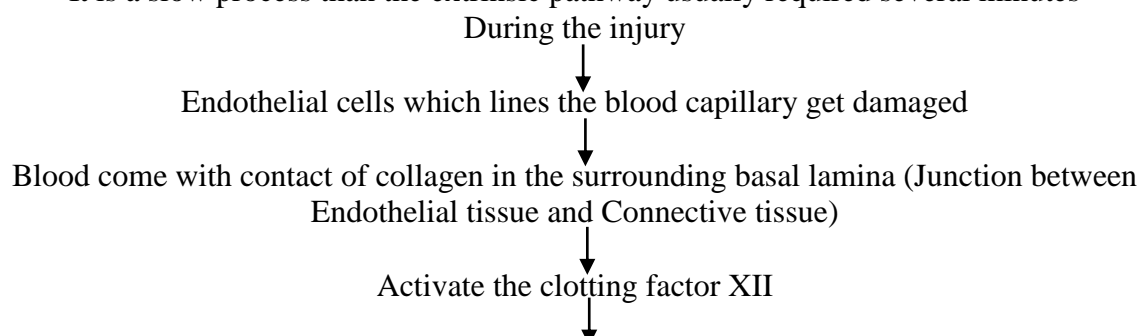 It is a slow process than the extrinsic pathway usually required several minutes
During the injury
Endothelial cells which lines the blood capillary get damaged
Blood come with contact of collagen in the surrounding basal lamina (Junction between
Endothelial tissue and Connective tissue)
Activate the clotting factor XII